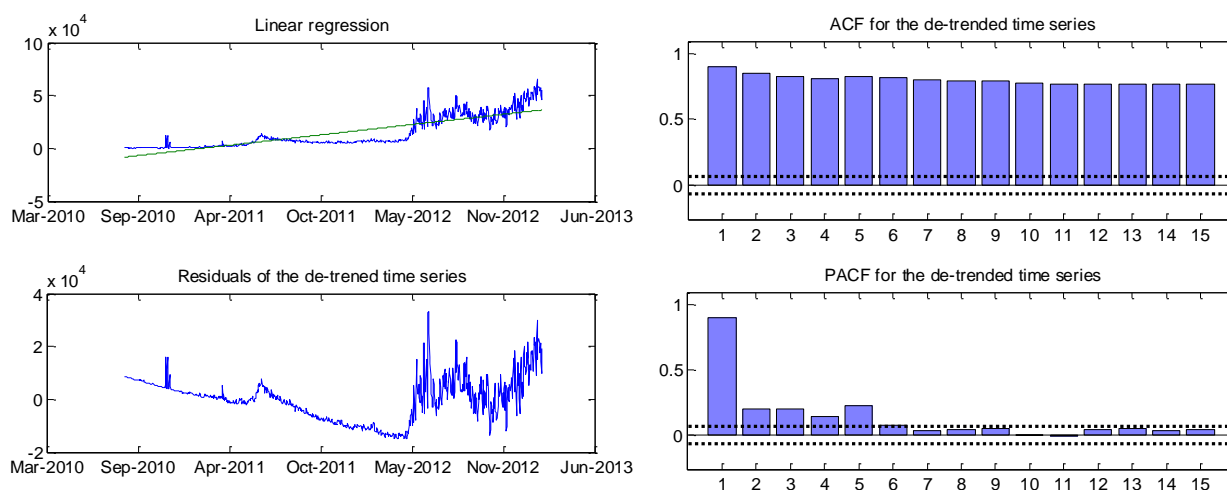 Linear regression
x 10^4
10
5
0
-5
Mar-2010 Sep-2010 Apr-2011 Oct-2011 May-2012 Nov-2012 Jun-2013
ACF for the de-trended time series
1
0.5
0
1 2 3 4 5 6 7 8 9 10 11 12 13 14 15
Residuals of the de-trened time series
x 10^4
4
2
0
-2
Mar-2010 Sep-2010 Apr-2011 Oct-2011 May-2012 Nov-2012 Jun-2013
PACF for the de-trended time series
1
0.5
0
1 2 3 4 5 6 7 8 9 10 11 12 13 14 15